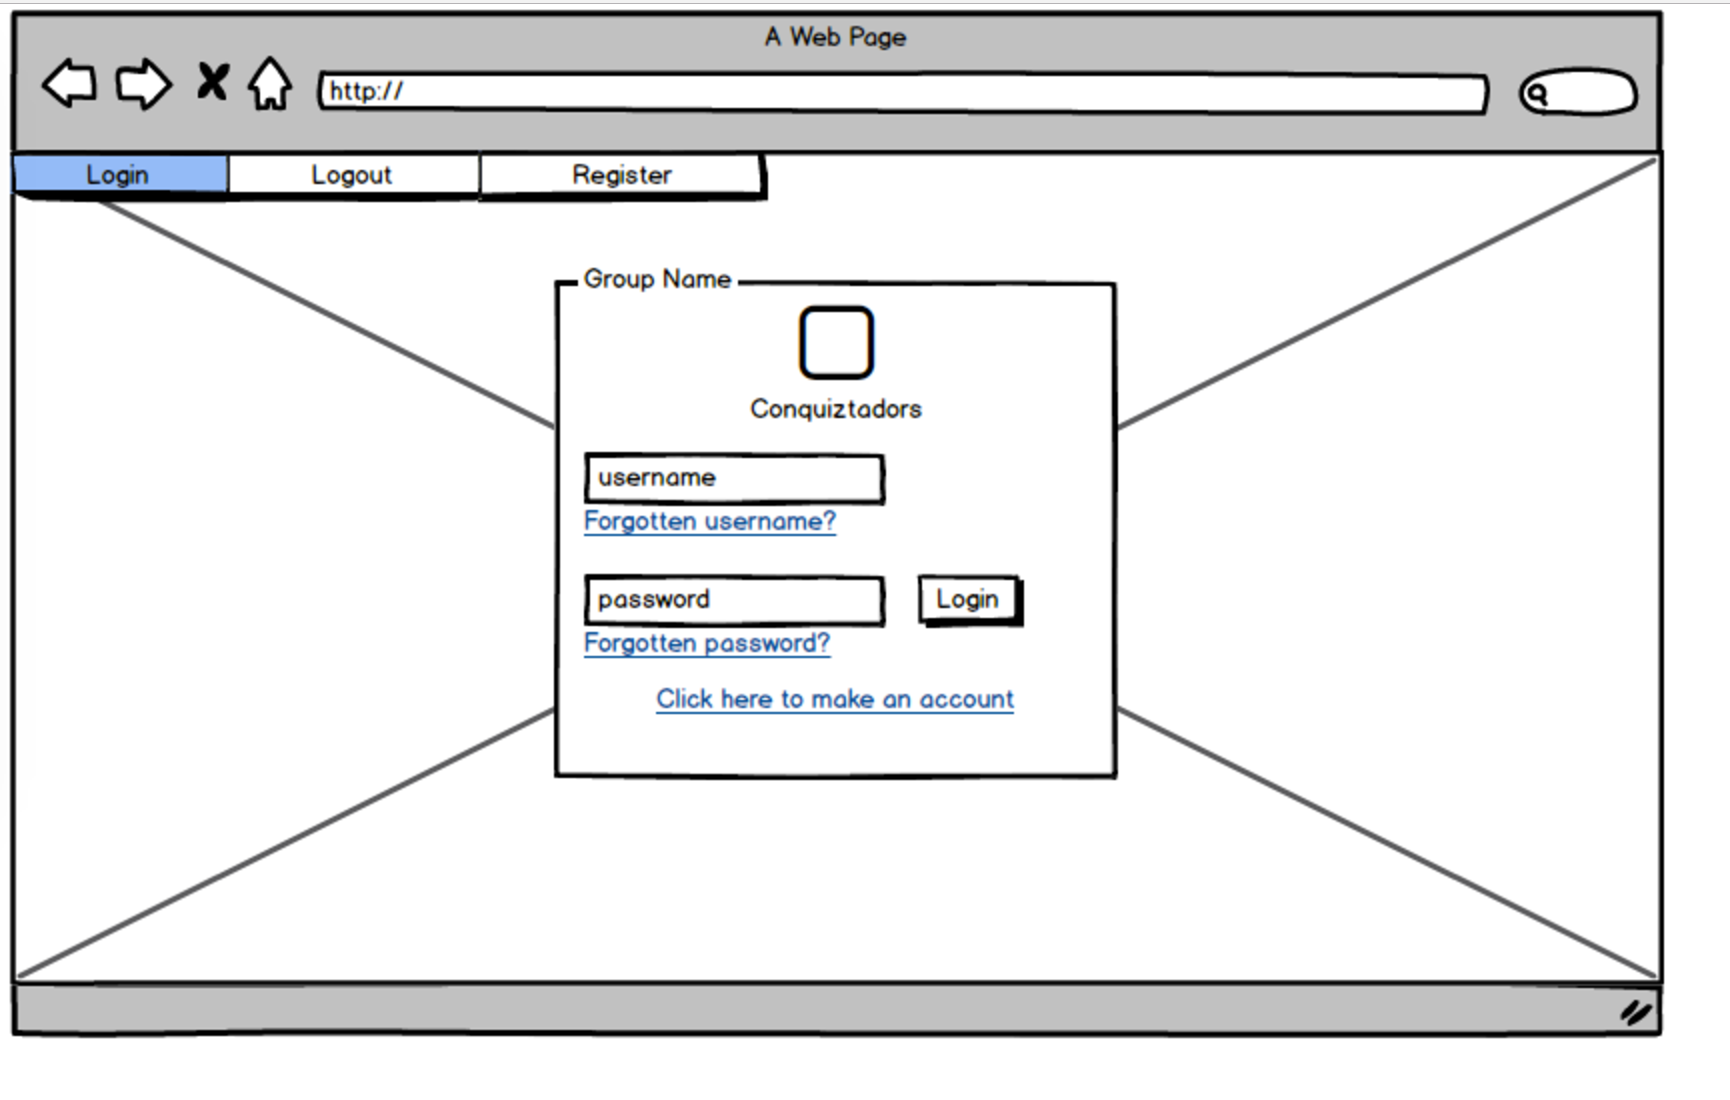 A Web Page
http://
Login Logout Register
Group Name
Conquiztadors
username
Forgotten username?
password Login
Forgotten password?
Click here to make an account